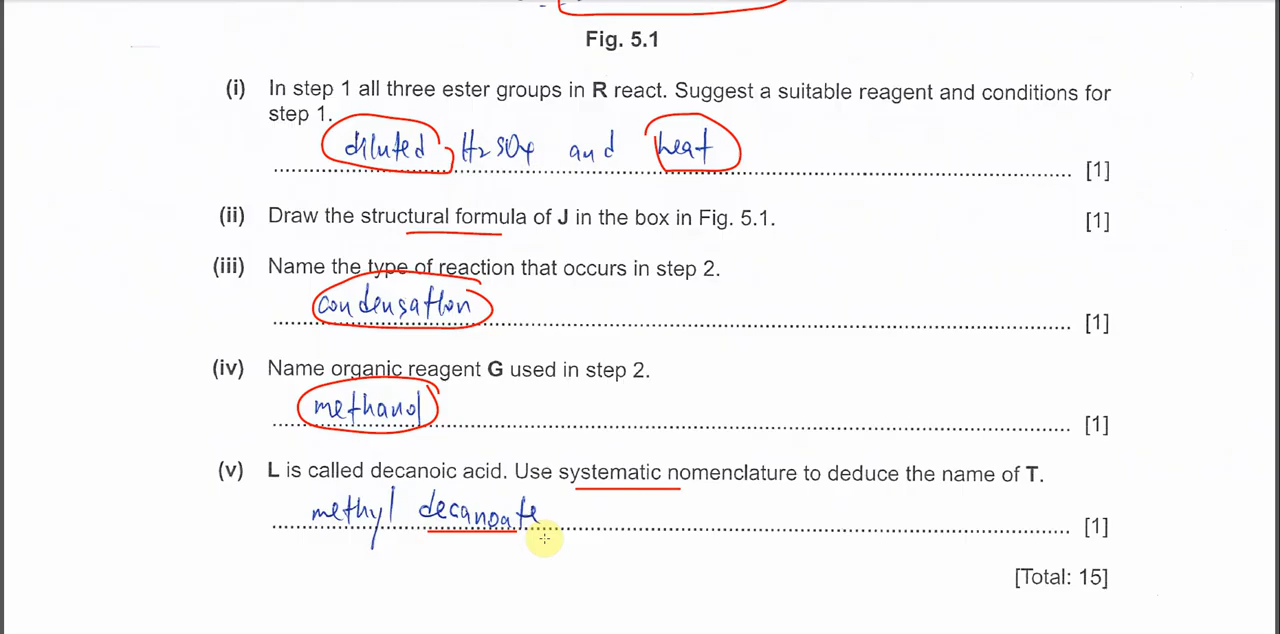 Fig. 5.1
(i) In step 1 all three ester groups in R react. Suggest a suitable reagent and conditions for
step 1.
diluted H2SO4 and heat
[1]
(ii) Draw the structural formula of J in the box in Fig. 5.1. [1]
(iii) Name the type of reaction that occurs in step 2.
condensation
[1]
(iv) Name organic reagent G used in step 2.
methanol
[1]
(v) L is called decanoic acid. Use systematic nomenclature to deduce the name of T.
methyl decanoate
[1]
[Total: 15]